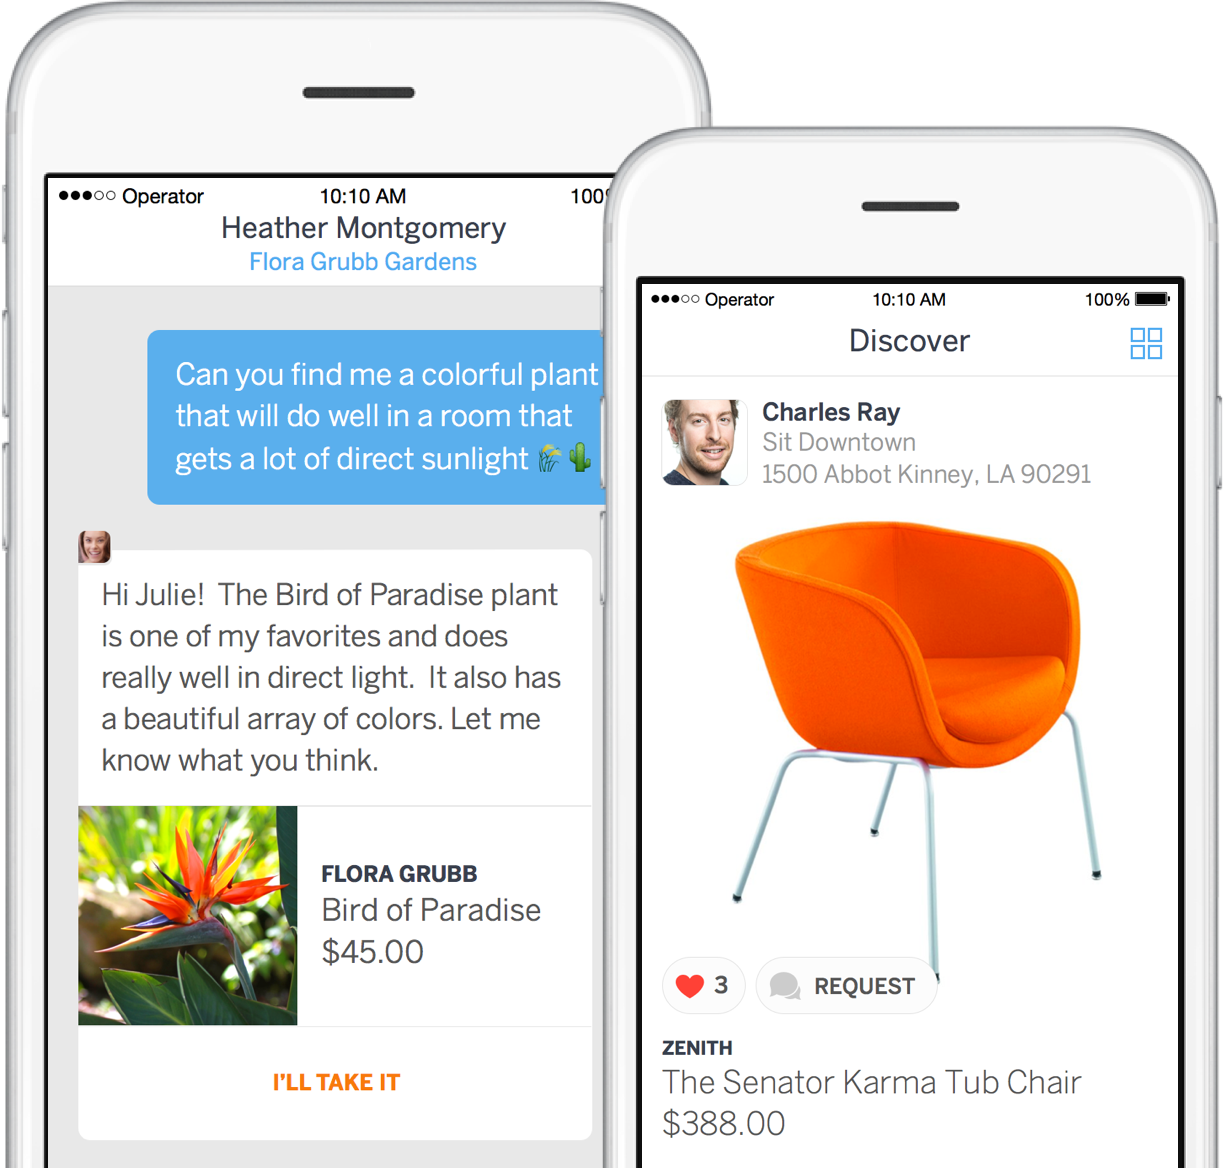 Operator 10:10 AM 100%
Heather Montgomery
Flora Grubb Gardens
Can you find me a colorful plant
that will do well in a room that
gets a lot of direct sunlight 🌾🌵
Hi Julie! The Bird of Paradise plant
is one of my favorites and does
really well in direct light. It also has
a beautiful array of colors. Let me
know what you think.
FLORA GRUBB
Bird of Paradise
$45.00
I'LL TAKE IT
Operator 10:10 AM 100%
Discover
Charles Ray
Sit Downtown
1500 Abbot Kinney, LA 90291
3 REQUEST
ZENITH
The Senator Karma Tub Chair
$388.00